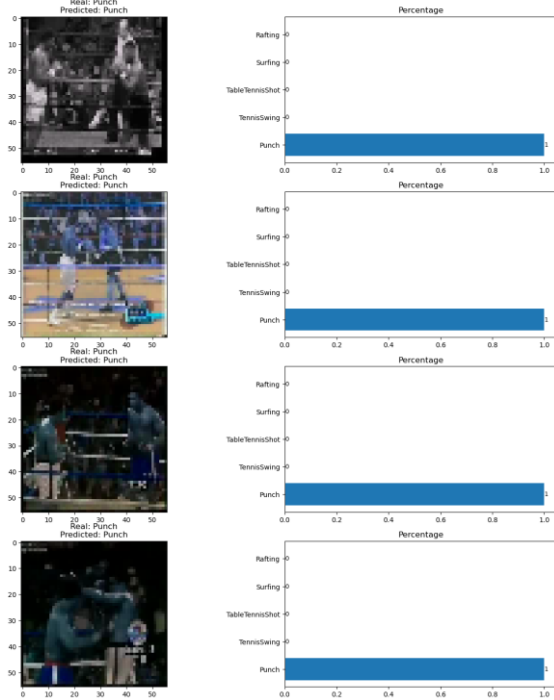 Real: Punch
Predicted: Punch
Percentage
0
10
20
30
40
50
0 10 20 30 40 50
Rafting 0
Surfing 0
TableTennisShot 0
TennisSwing 0
Punch 1
0.0 0.2 0.4 0.6 0.8 1.0
Real: Punch
Predicted: Punch
Percentage
0
10
20
30
40
50
0 10 20 30 40 50
Rafting 0
Surfing 0
TableTennisShot 0
TennisSwing 0
Punch 1
0.0 0.2 0.4 0.6 0.8 1.0
Real: Punch
Predicted: Punch
Percentage
0
10
20
30
40
50
0 10 20 30 40 50
Rafting 0
Surfing 0
TableTennisShot 0
TennisSwing 0
Punch 1
0.0 0.2 0.4 0.6 0.8 1.0
Real: Punch
Predicted: Punch
Percentage
0
10
20
30
40
50
0 10 20 30 40 50
Rafting 0
Surfing 0
TableTennisShot 0
TennisSwing 0
Punch 1
0.0 0.2 0.4 0.6 0.8 1.0